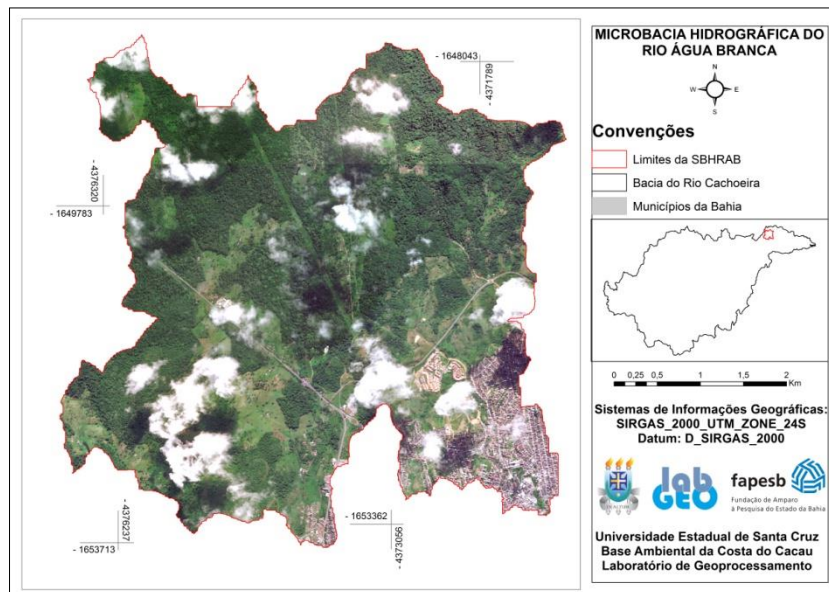 MICROBACIA HIDROGRÁFICA DO
RIO ÁGUA BRANCA
N
W E
S
Convenções
Limites da SBHRAB
Bacia do Rio Cachoeira
Municípios da Bahia
0 0,25 0,5 1 1,5 2
Km
Sistemas de Informações Geográficas:
SIRGAS_2000_UTM_ZONE_24S
Datum: D_SIRGAS_2000
lab
GEO
fapesb
Fundação de Amparo
à Pesquisa do Estado da Bahia
Universidade Estadual de Santa Cruz
Base Ambiental da Costa do Cacau
Laboratório de Geoprocessamento
- 1648043
- 4371789
- 4376320
- 1649783
- 4376237
- 1653713
- 1653362
- 4373056